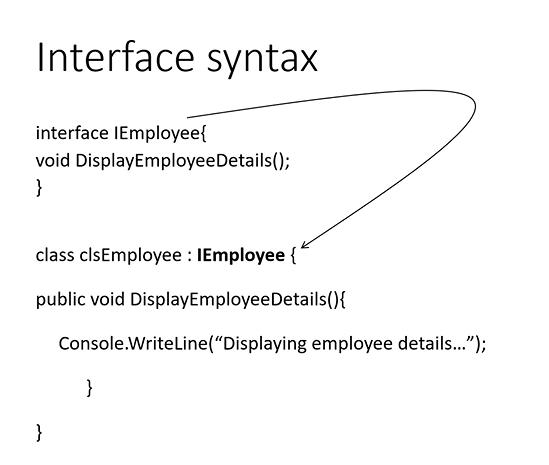 Interface syntax
interface IEmployee{
void DisplayEmployeeDetails();
}
class clsEmployee : IEmployee {
public void DisplayEmployeeDetails(){
Console.WriteLine(“Displaying employee details…”);
}
}